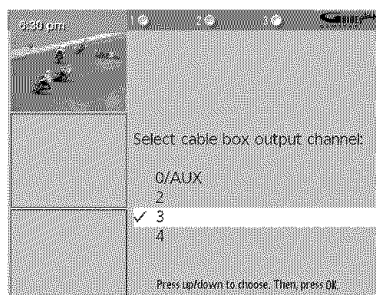 6:30 pm
1
2
3
Select cable box output channel:
0/AUX
2
✓ 3
4
Press up/down to choose. Then, press OK.